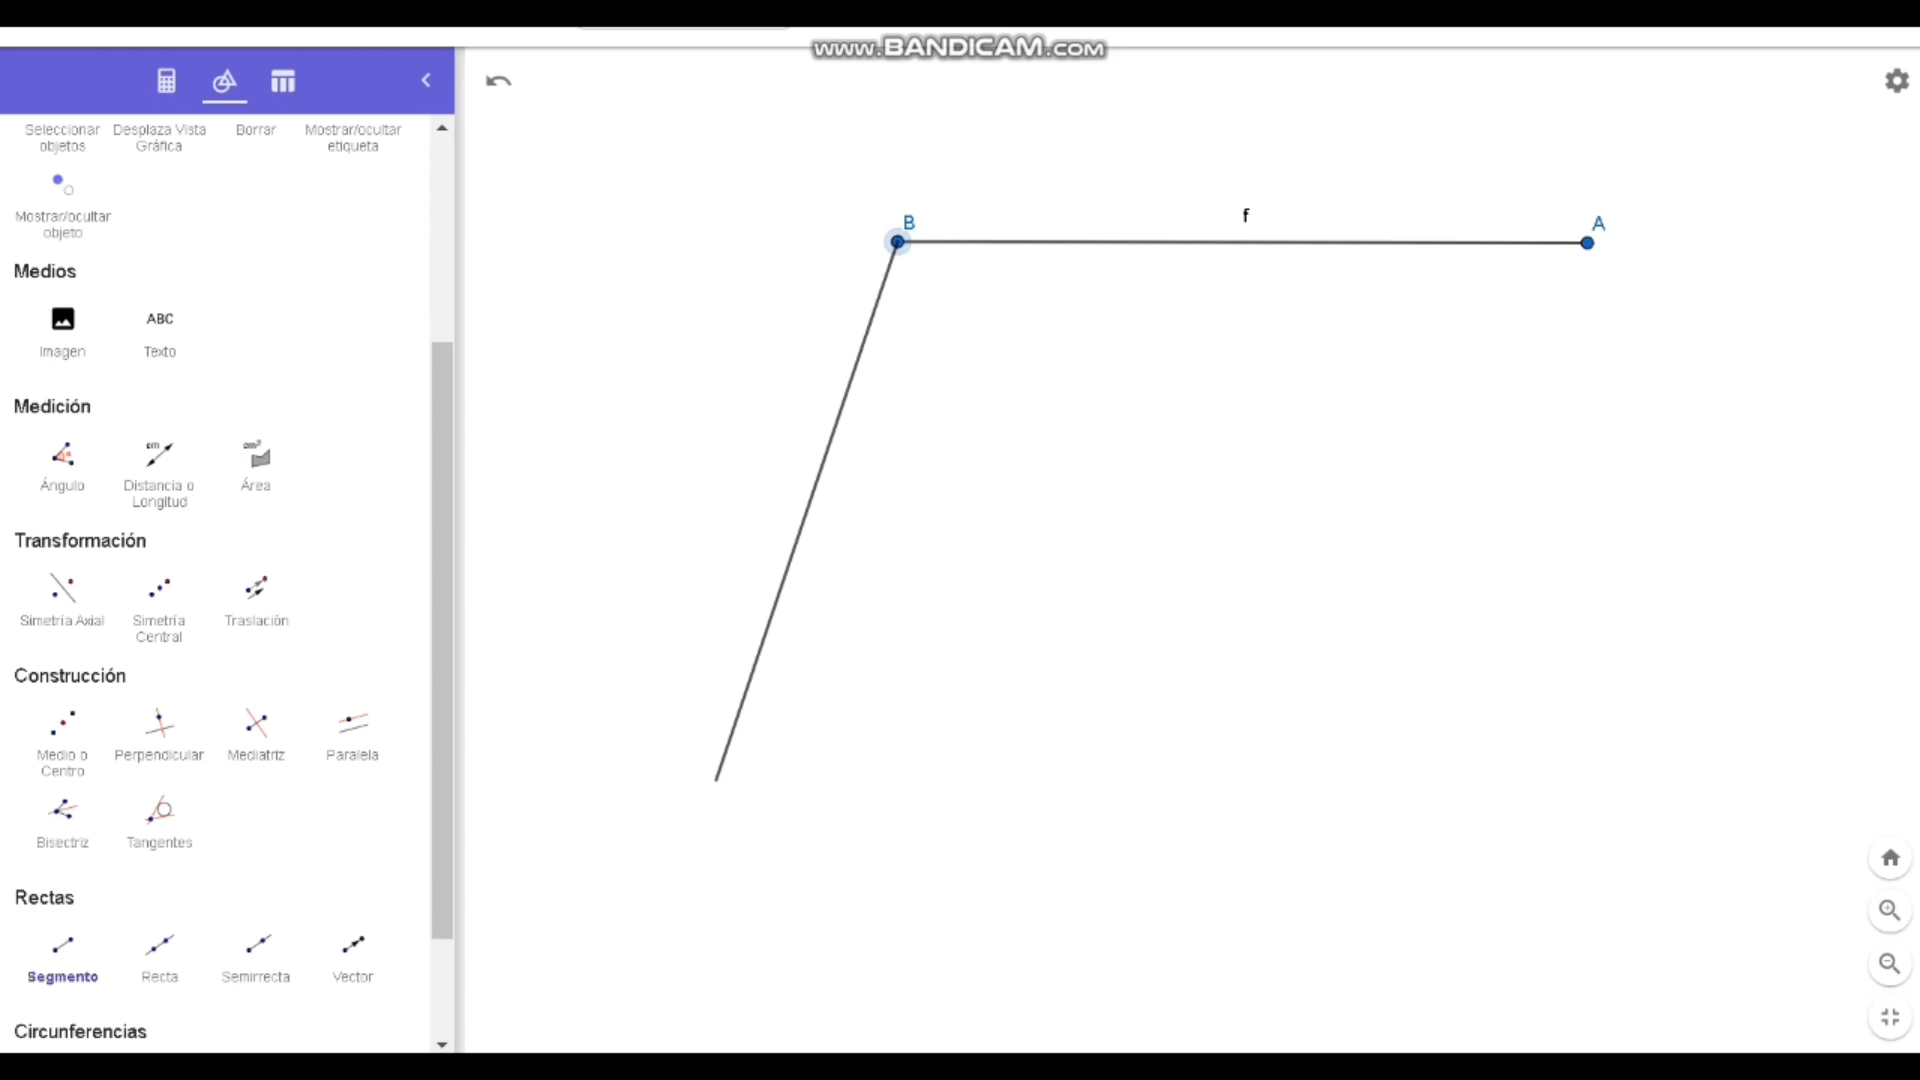 www.BANDICAM.com
Seleccionar objetos
Desplaza Vista Gráfica
Borrar
Mostrar/ocultar etiqueta
Mostrar/ocultar objeto
Medios
Imagen
ABC
Texto
Medición
Ángulo
cm
Distancia o Longitud
cm²
Área
Transformación
Simetría Axial
Simetría Central
Traslación
Construcción
Medio o Centro
Perpendicular
Mediatriz
Paralela
Bisectriz
Tangentes
Rectas
Segmento
Recta
Semirrecta
Vector
Circunferencias
B
f
A